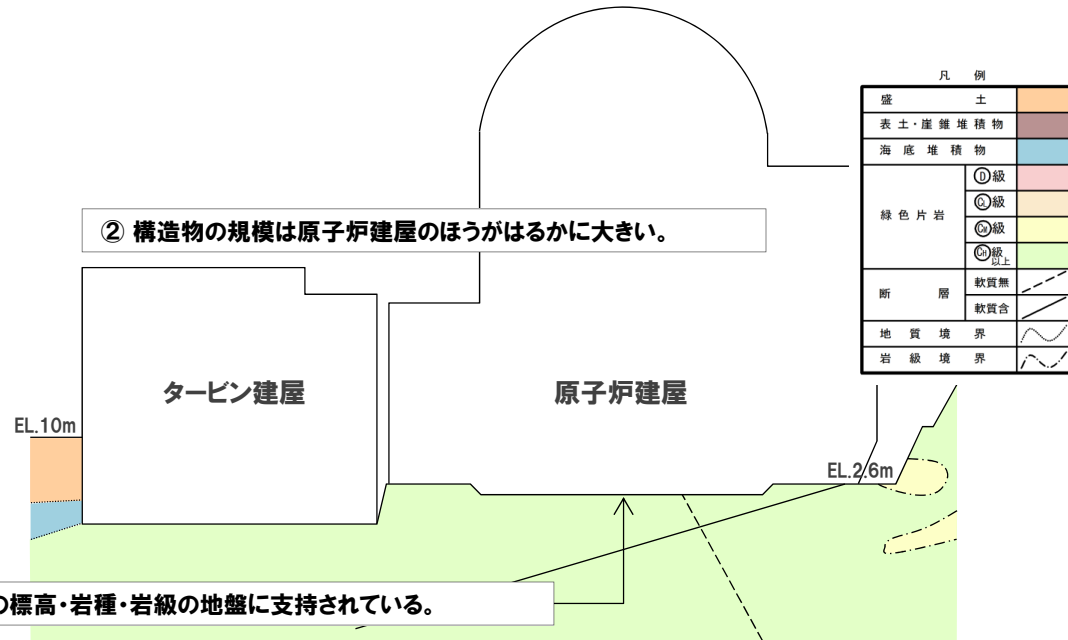 凡 例
盛 土
表土・崖錐堆積物
海底堆積物
緑色片岩
Ⓓ級
CL級
CM級
CH級
以上
断 層
軟質無
軟質含
地質境界
岩級境界
② 構造物の規模は原子炉建屋のほうがはるかに大きい。
タービン建屋
原子炉建屋
EL.10m
EL.2.6m
の標高・岩種・岩級の地盤に支持されている。